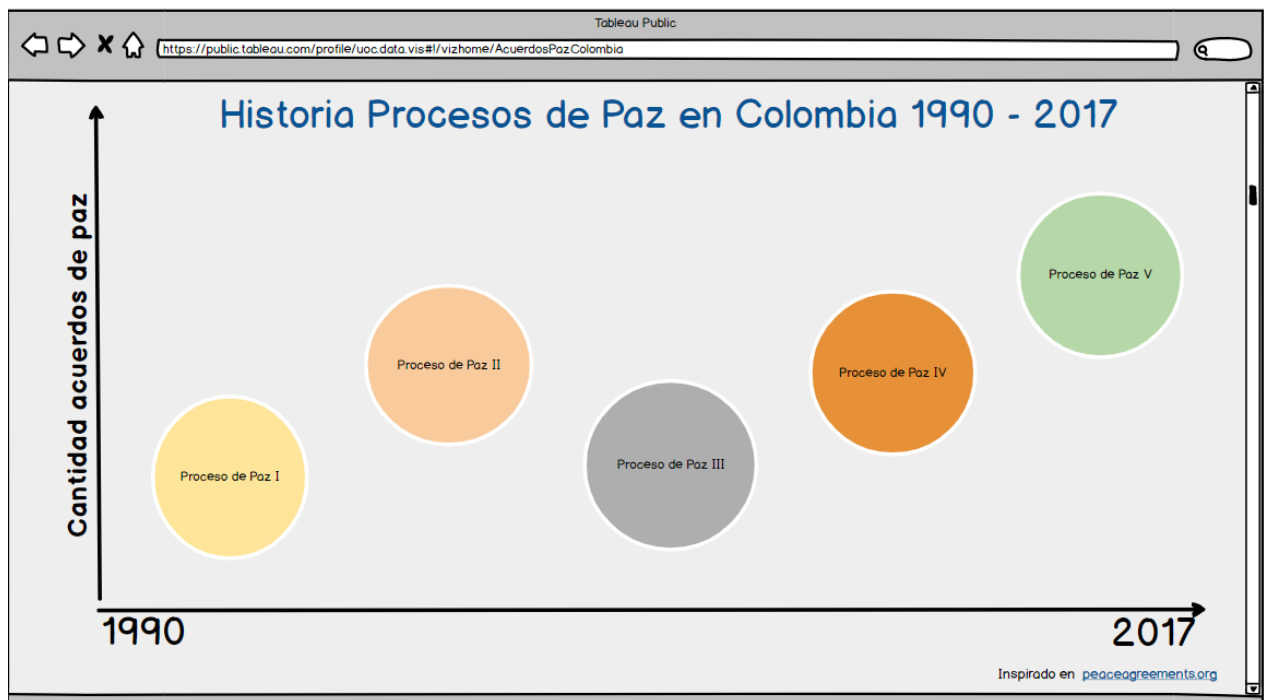 Tableau Public
https://public.tableau.com/profile/uoc.data.vis#!/vizhome/AcuerdosPazColombia
Historia Procesos de Paz en Colombia 1990 - 2017
Cantidad acuerdos de paz
Proceso de Paz I
Proceso de Paz II
Proceso de Paz III
Proceso de Paz IV
Proceso de Paz V
1990
2017
Inspirado en peaceagreements.org